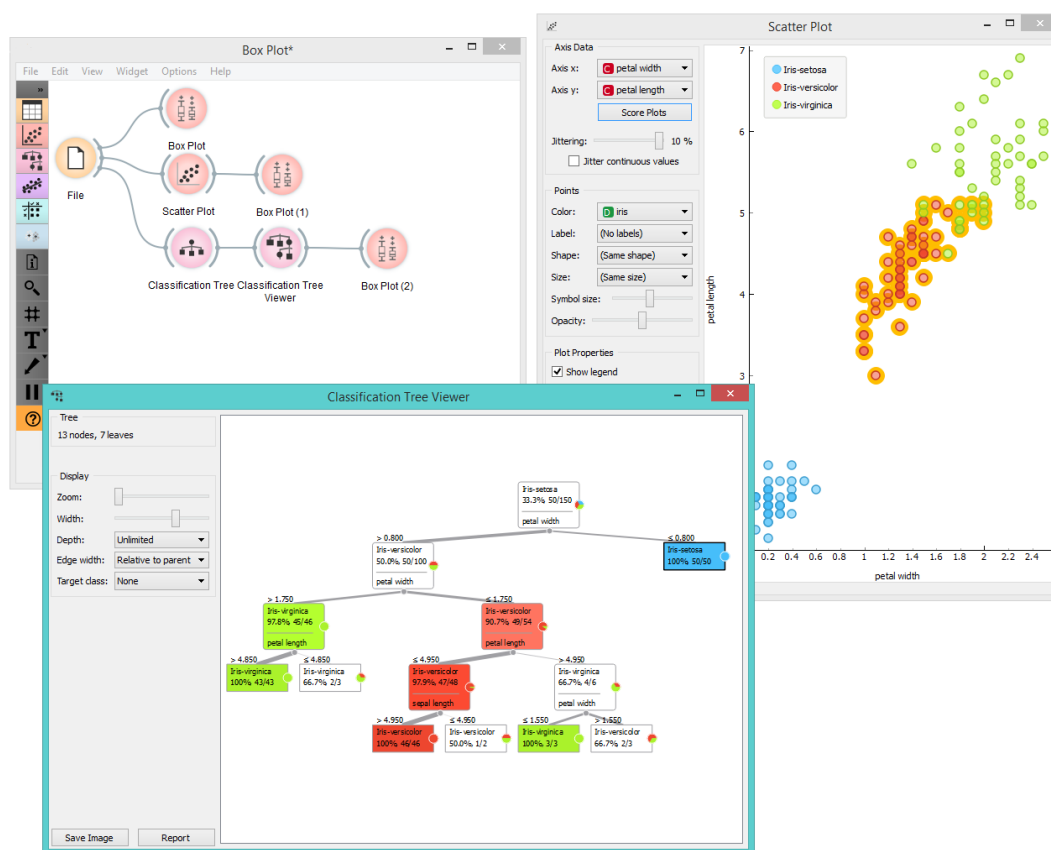 Box Plot*
File Edit View Widget Options Help
Box Plot
File
Scatter Plot
Box Plot (1)
Classification Tree
Classification Tree
Viewer
Box Plot (2)
Scatter Plot
Axis Data
Axis x: C petal width
Axis y: C petal length
Score Plots
Jittering: 10 %
Jitter continuous values
Points
Color: D iris
Label: (No labels)
Shape: (Same shape)
Size: (Same size)
Symbol size:
Opacity:
Plot Properties
Show legend
Iris-setosa
Iris-versicolor
Iris-virginica
7
6
5
4
3
petal length
0.2 0.4 0.6 0.8 1 1.2 1.4 1.6 1.8 2 2.2 2.4
petal width
Classification Tree Viewer
Tree
13 nodes, 7 leaves
Display
Zoom:
Width:
Depth: Unlimited
Edge width: Relative to parent
Target class: None
Save Image
Report
Iris-setosa
33.3% 50/150
petal width
> 0.800
Iris-versicolor
50.0%, 50/100
petal width
≤ 0.800
Iris-setosa
100% 50/50
> 1.750
Iris-virginica
97.8% 45/46
petal length
≤ 1.750
Iris-versicolor
90.7% 49/54
petal length
> 4.850
Iris-virginica
100% 43/43
≤ 4.850
Iris-virginica
66.7% 2/3
≤ 4.950
Iris-versicolor
97.9%, 47/48
sepal length
> 4.950
Iris-virginica
66.7%, 4/6
petal width
> 4.950
Iris-versicolor
100% 46/46
≤ 4.950
Iris-versicolor
50.0%, 1/2
≤ 1.550
Iris-virginica
100% 3/3
> 1.550
Iris-versicolor
66.7% 2/3